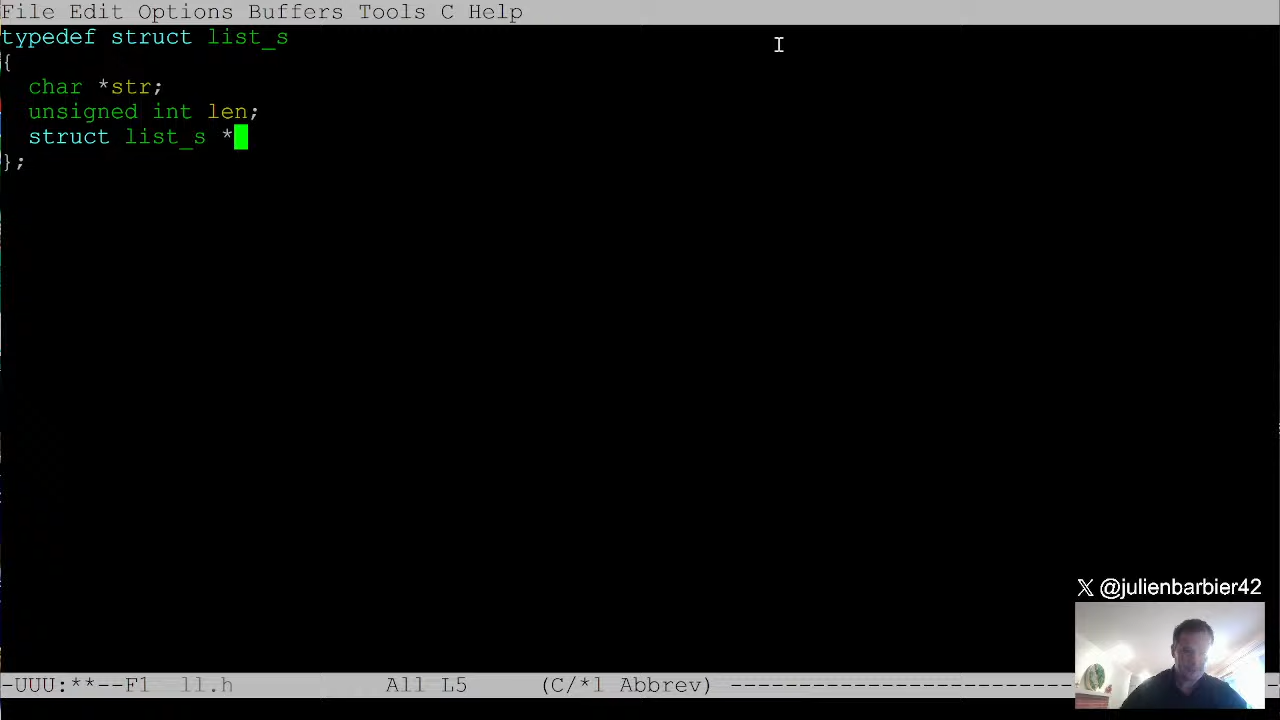 File Edit Options Buffers Tools C Help
typedef struct list_s
{
  char *str;
  unsigned int len;
  struct list_s *
};
𝕏 @julienbarbier42
-UUU:**--F1  ll.h           All L5     (C/*l Abbrev) --------------------------